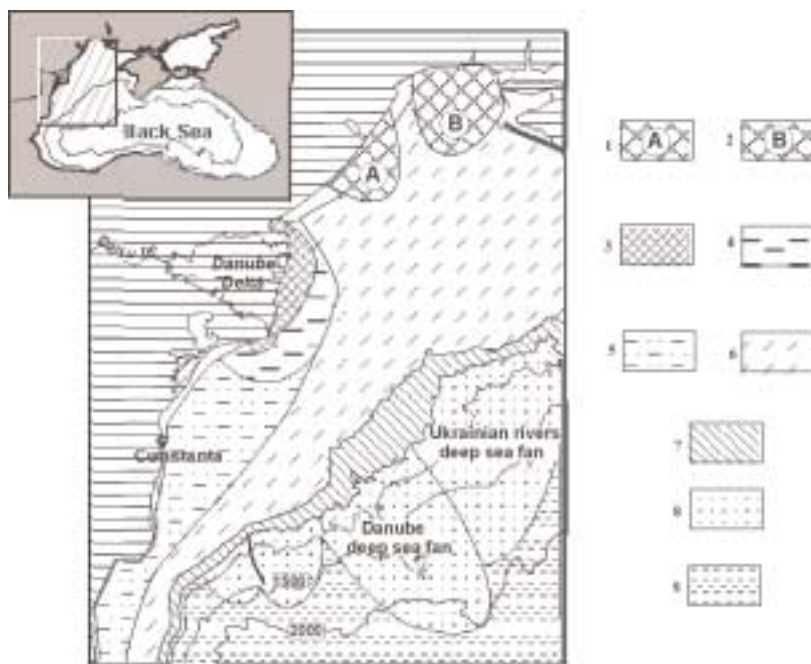 Black Sea
B
A
Danube
Delta
Constanta
Ukrainian rivers
deep sea fan
Danube
deep sea fan
1500
2000
1 A
2 B
3
4
5
6
7
8
9